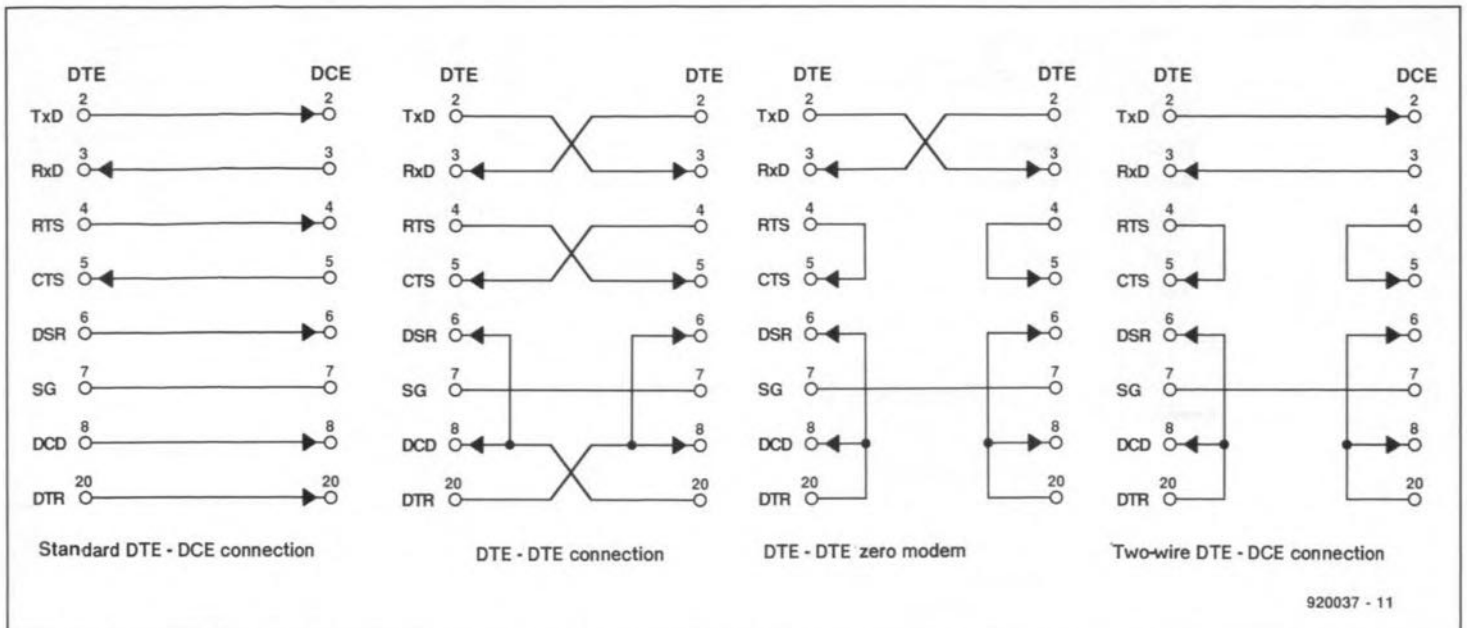 DTE DCE DTE DTE DTE DTE DTE DCE
TxD 2 2 TxD 2 2 TxD 2 2 TxD 2 2
RxD 3 3 RxD 3 3 RxD 3 3 RxD 3 3
RTS 4 4 RTS 4 4 RTS 4 4 RTS 4 4
CTS 5 5 CTS 5 5 CTS 5 5 CTS 5 5
DSR 6 6 DSR 6 6 DSR 6 6 DSR 6 6
SG 7 7 SG 7 7 SG 7 7 SG 7 7
DCD 8 8 DCD 8 8 DCD 8 8 DCD 8 8
DTR 20 20 DTR 20 20 DTR 20 20 DTR 20 20
Standard DTE - DCE connection DTE - DTE connection DTE - DTE zero modem Two-wire DTE - DCE connection
920037 - 11